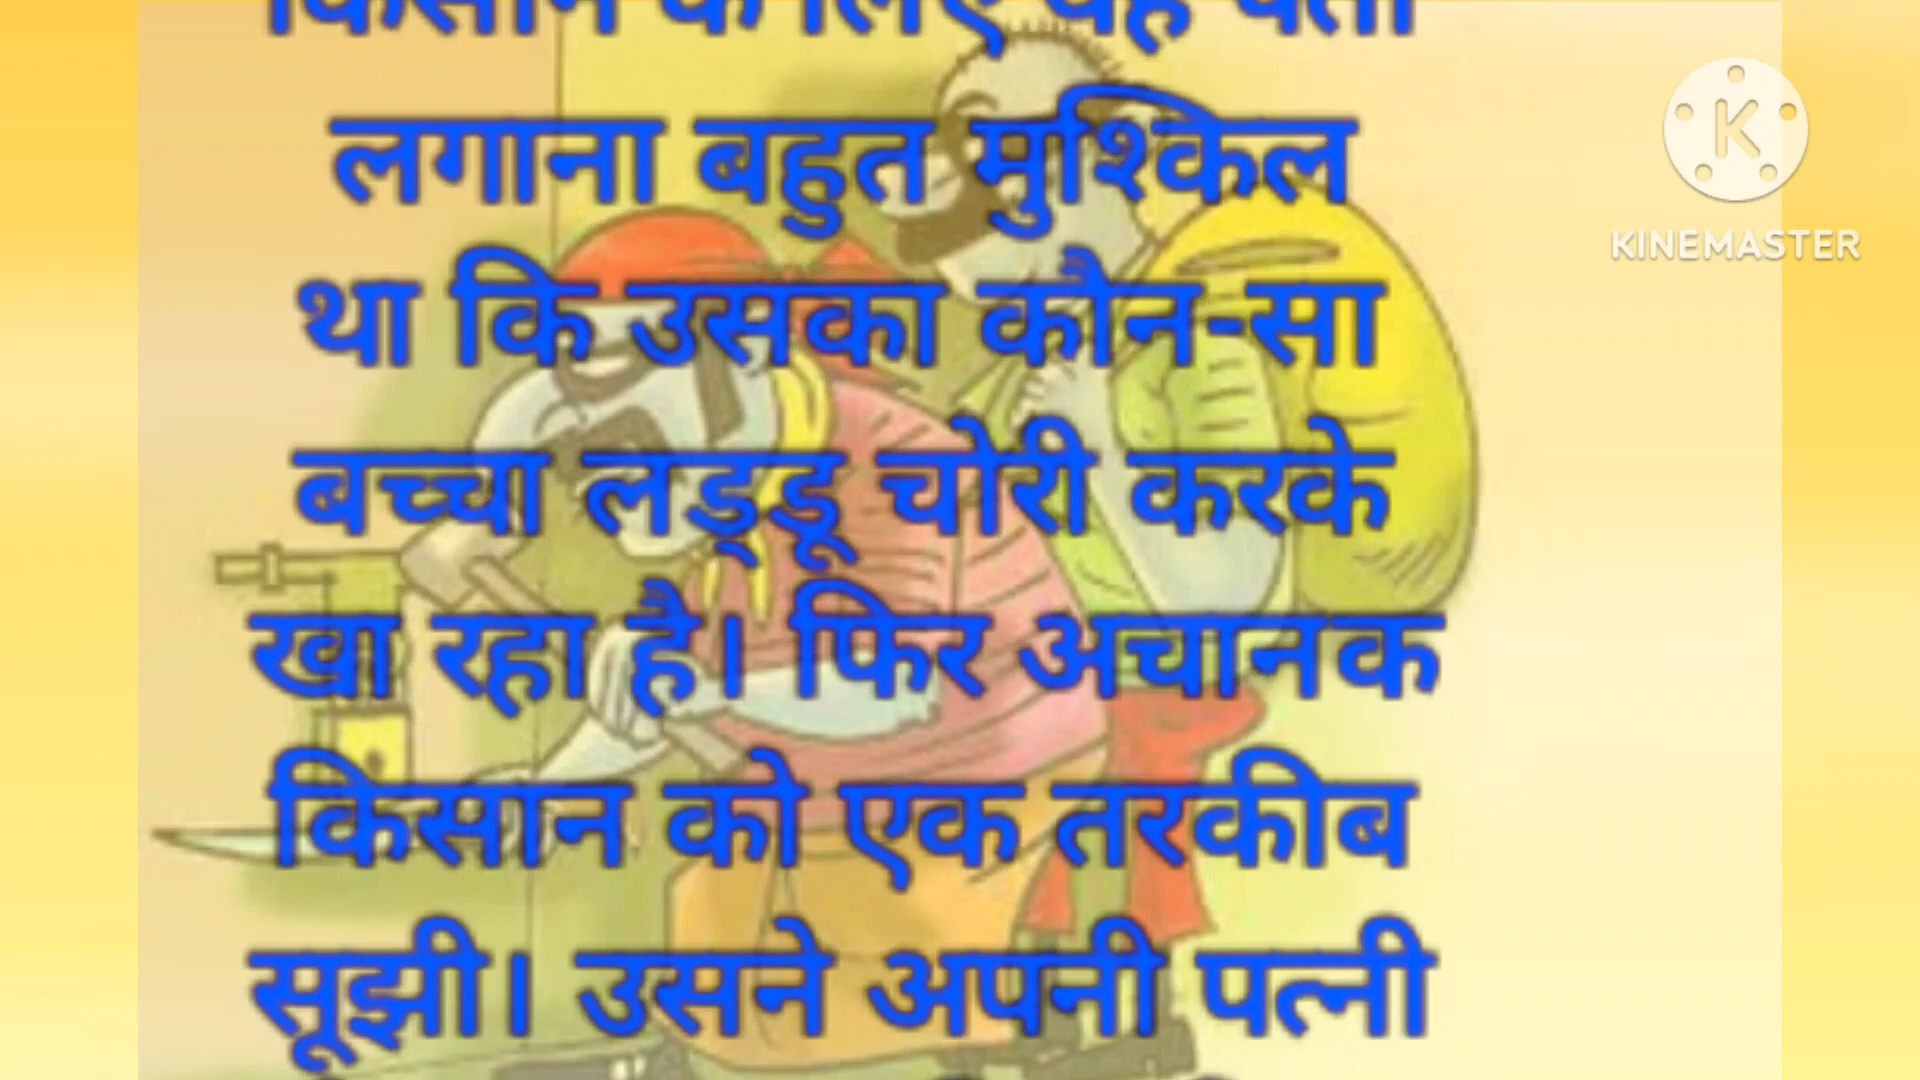 किसान के लिए यह पता
लगाना बहुत मुश्किल
था कि उसका कौन-सा
बच्चा लड्डू चोरी करके
खा रहा है। फिर अचानक
किसान को एक तरकीब
सूझी। उसने अपनी पत्नी
K
KINEMASTER